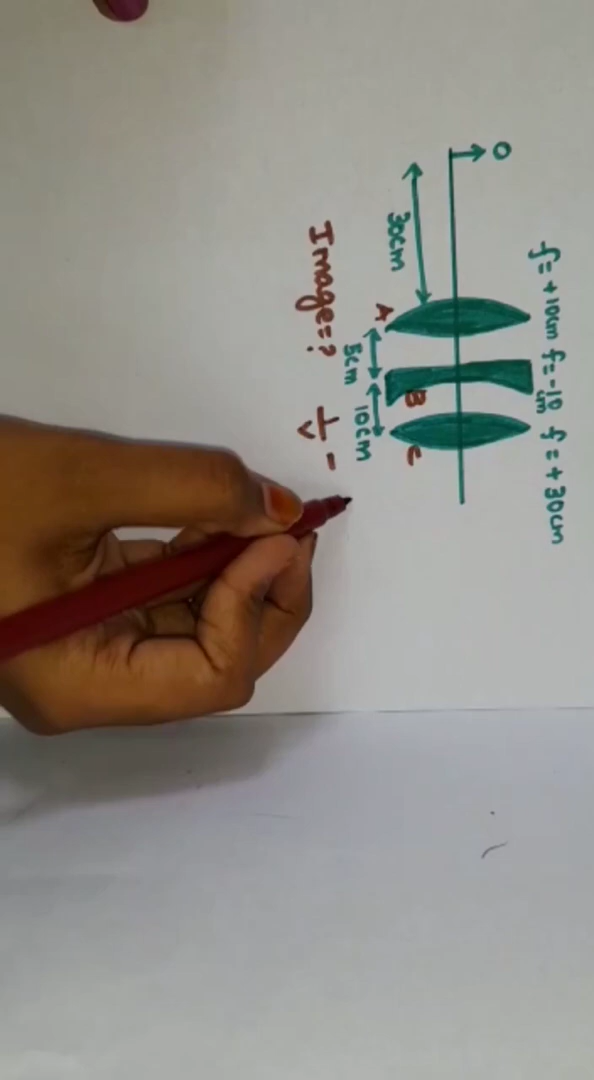 f=+10cm f=-10cm f=+30cm
O
30cm
A B C
5cm 10cm
Image=? 1/v =